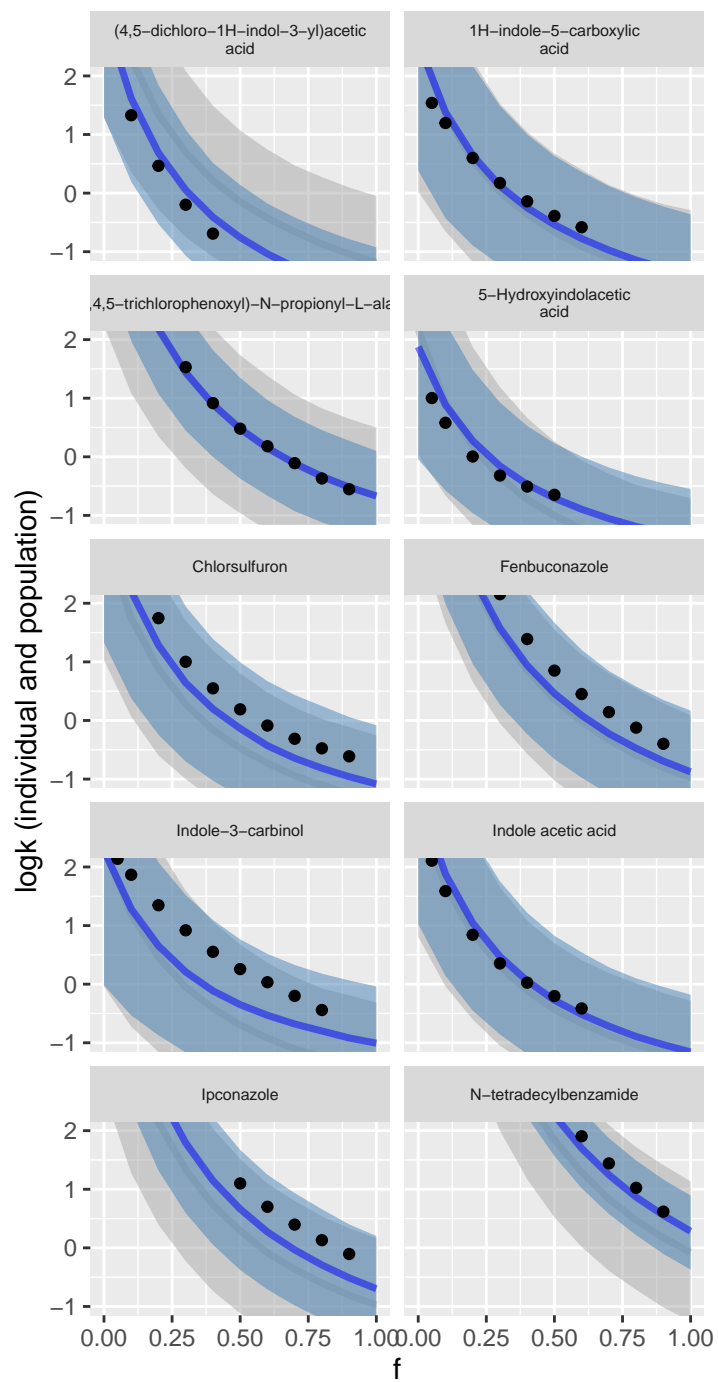 (4,5−dichloro−1H−indol−3−yl)acetic
acid
1H−indole−5−carboxylic
acid
2
1
0
−1
,4,5−trichlorophenoxyl)−N−propionyl−L−ala
5−Hydroxyindolacetic
acid
2
1
0
−1
Chlorsulfuron
Fenbuconazole
2
1
0
−1
Indole−3−carbinol
Indole acetic acid
2
1
0
−1
Ipconazole
N−tetradecylbenzamide
2
1
0
−1
0.00 0.25 0.50 0.75 1.00
0.00 0.25 0.50 0.75 1.00
f
logk (individual and population)